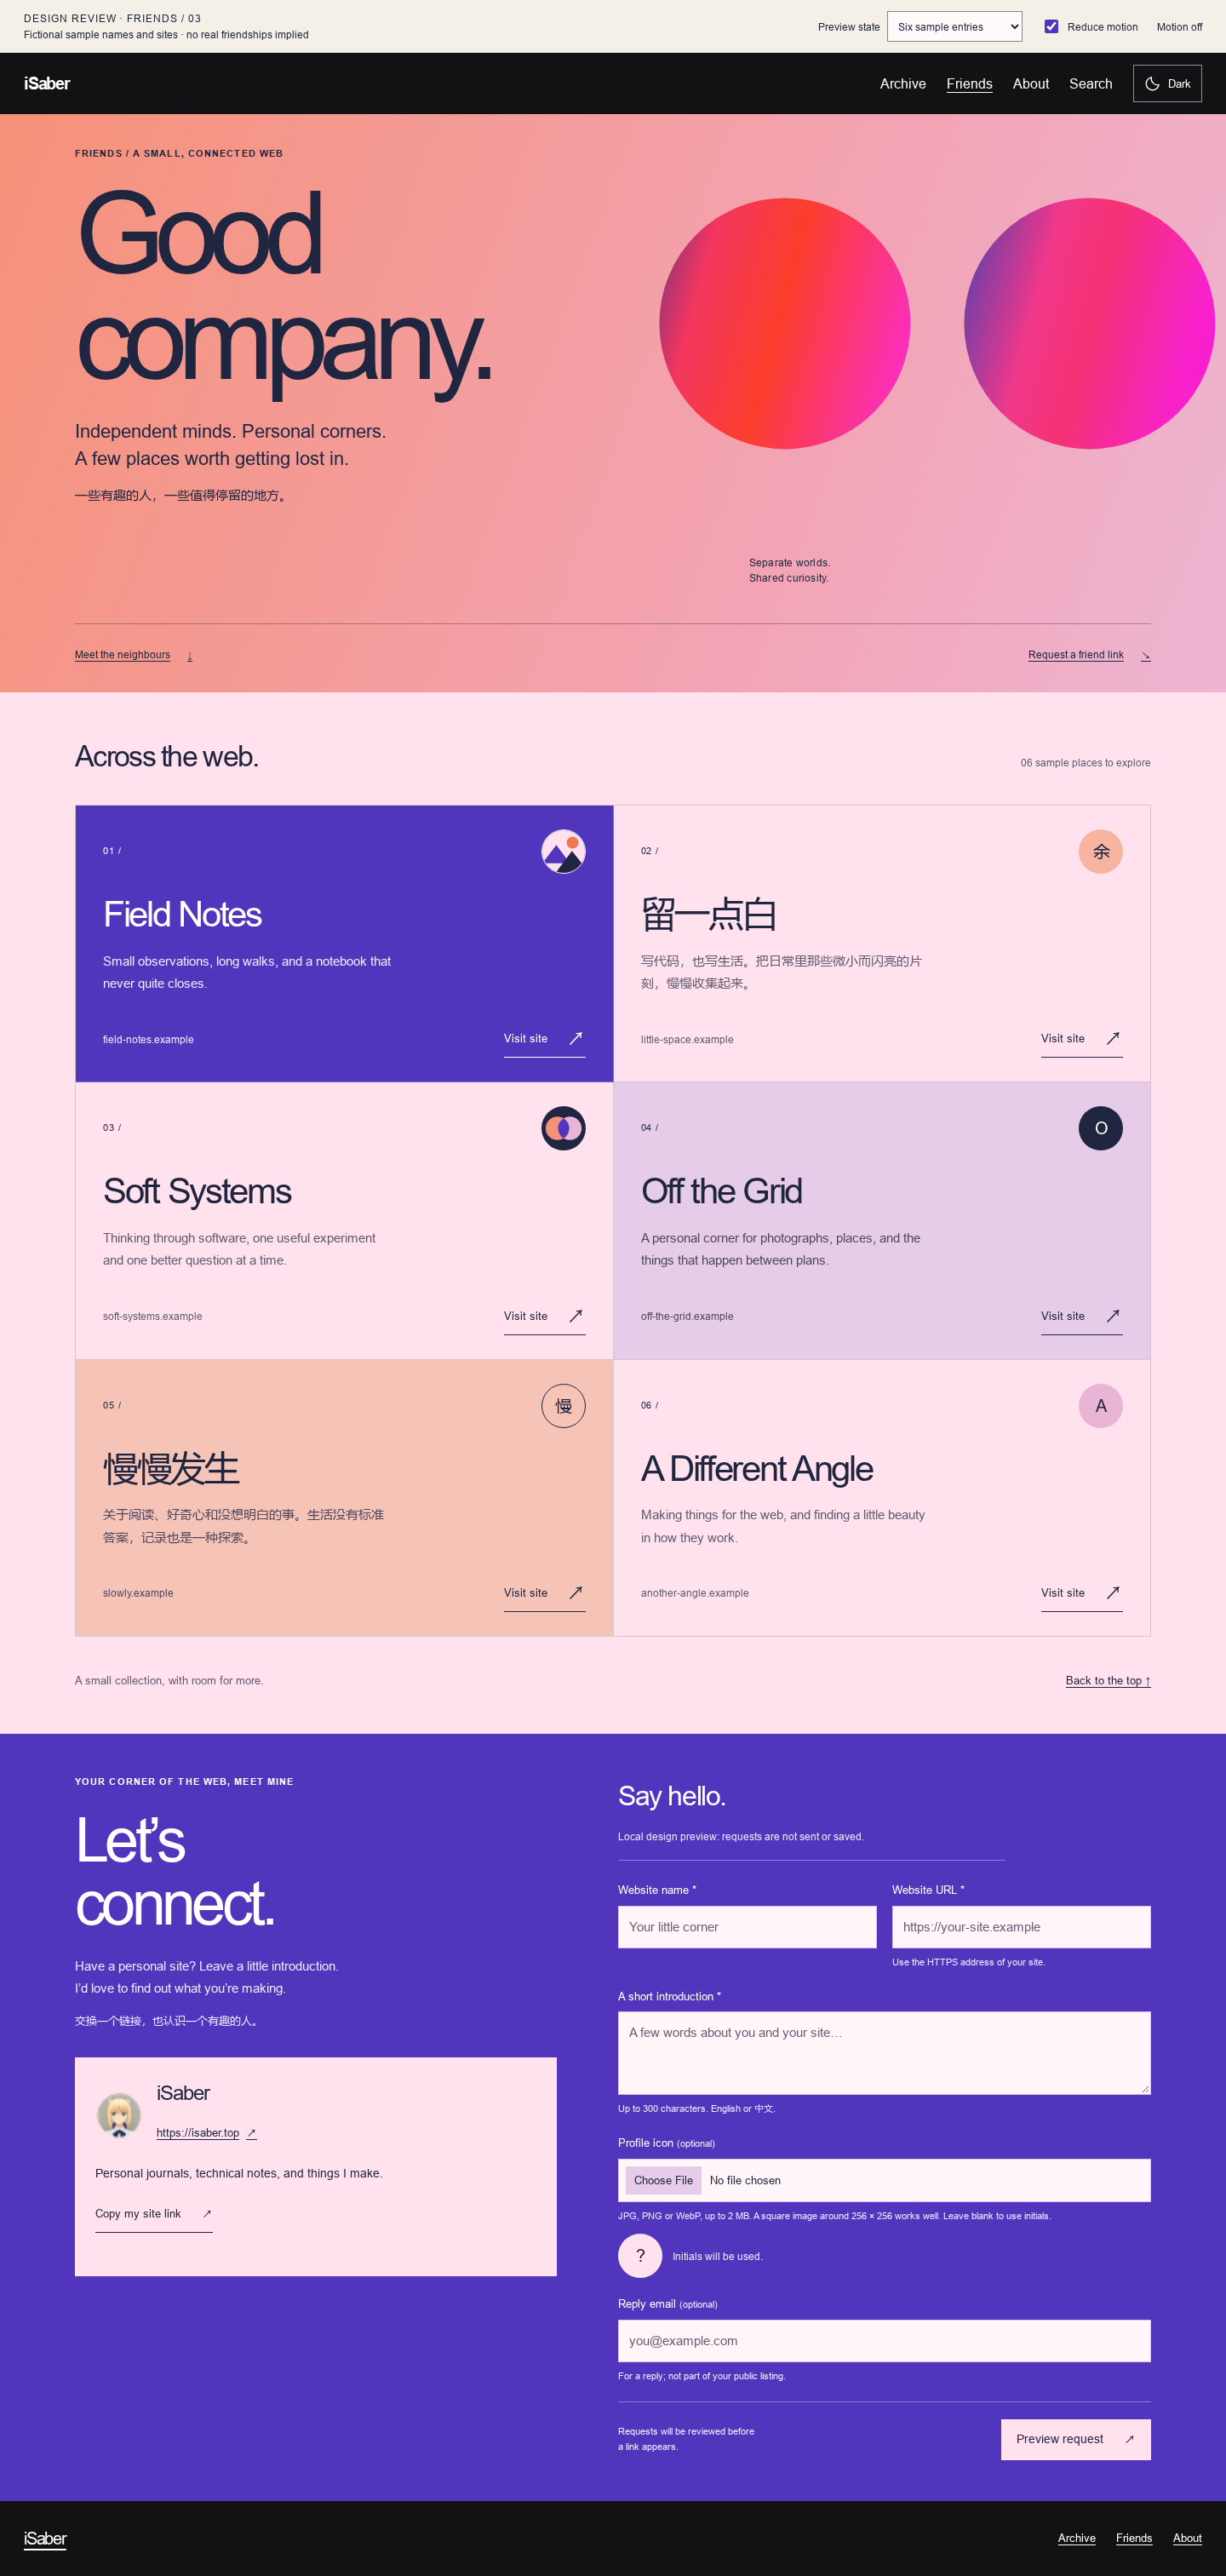 DESIGN REVIEW · FRIENDS / 03
Fictional sample names and sites · no real friendships implied
Preview state
Six sample entries
Reduce motion
Motion off
iSaber
Archive
Friends
About
Search
Dark
FRIENDS / A SMALL, CONNECTED WEB
Good
company.
Independent minds. Personal corners.
A few places worth getting lost in.
一些有趣的人，一些值得停留的地方。
Separate worlds.
Shared curiosity.
Meet the neighbours ↓
Request a friend link ↘
Across the web.
06 sample places to explore
01 /
Field Notes
Small observations, long walks, and a notebook that
never quite closes.
field-notes.example
Visit site ↗
02 /
余
留一点白
写代码，也写生活。把日常里那些微小而闪亮的片
刻，慢慢收集起来。
little-space.example
Visit site ↗
03 /
Soft Systems
Thinking through software, one useful experiment
and one better question at a time.
soft-systems.example
Visit site ↗
04 /
O
Off the Grid
A personal corner for photographs, places, and the
things that happen between plans.
off-the-grid.example
Visit site ↗
05 /
慢
慢慢发生
关于阅读、好奇心和没想明白的事。生活没有标准
答案，记录也是一种探索。
slowly.example
Visit site ↗
06 /
A
A Different Angle
Making things for the web, and finding a little beauty
in how they work.
another-angle.example
Visit site ↗
A small collection, with room for more.
Back to the top ↑
YOUR CORNER OF THE WEB, MEET MINE
Let’s
connect.
Have a personal site? Leave a little introduction.
I’d love to find out what you’re making.
交换一个链接，也认识一个有趣的人。
iSaber
https://isaber.top ↗
Personal journals, technical notes, and things I make.
Copy my site link ↗
Say hello.
Local design preview: requests are not sent or saved.
Website name *
Your little corner
Website URL *
https://your-site.example
Use the HTTPS address of your site.
A short introduction *
A few words about you and your site…
Up to 300 characters. English or 中文.
Profile icon (optional)
Choose File No file chosen
JPG, PNG or WebP, up to 2 MB. A square image around 256 × 256 works well. Leave blank to use initials.
?
Initials will be used.
Reply email (optional)
you@example.com
For a reply; not part of your public listing.
Requests will be reviewed before
a link appears.
Preview request ↗
iSaber
Archive
Friends
About